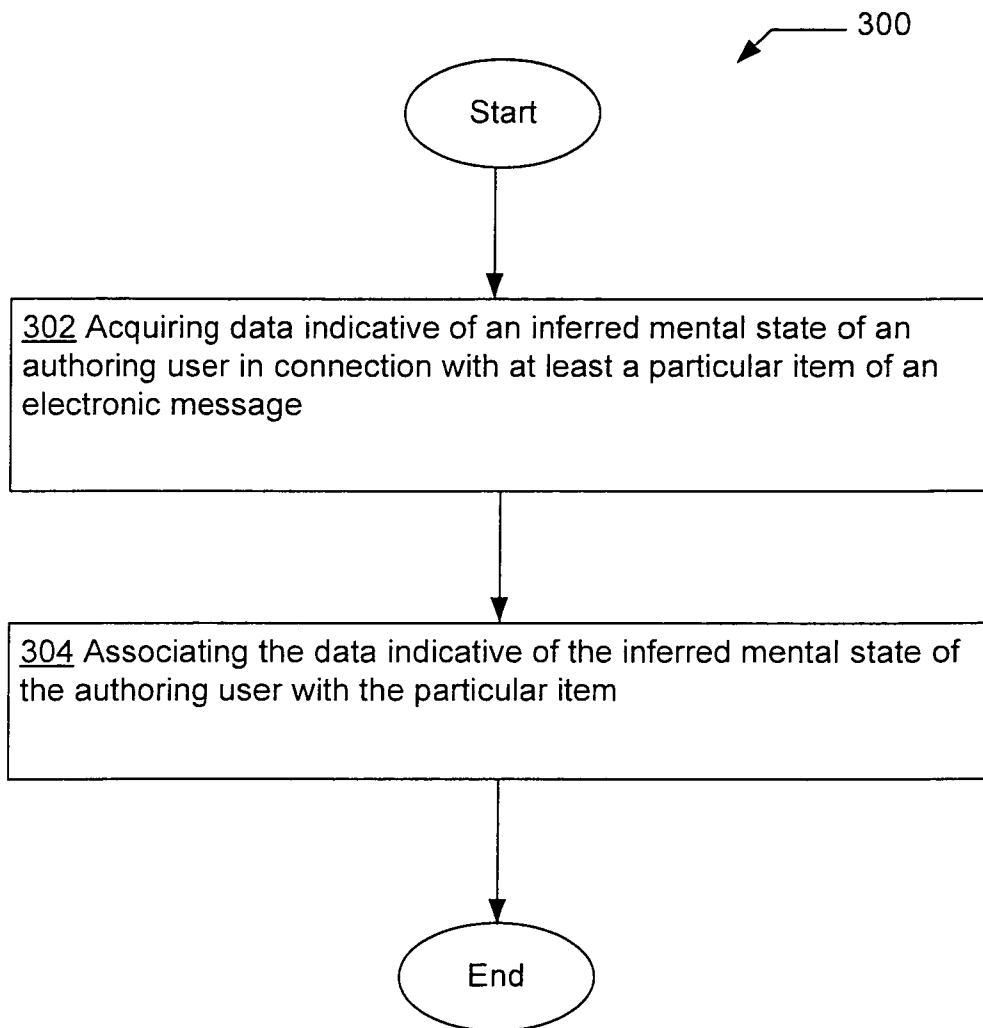 300
Start
302 Acquiring data indicative of an inferred mental state of an
authoring user in connection with at least a particular item of an
electronic message
304 Associating the data indicative of the inferred mental state of
the authoring user with the particular item
End